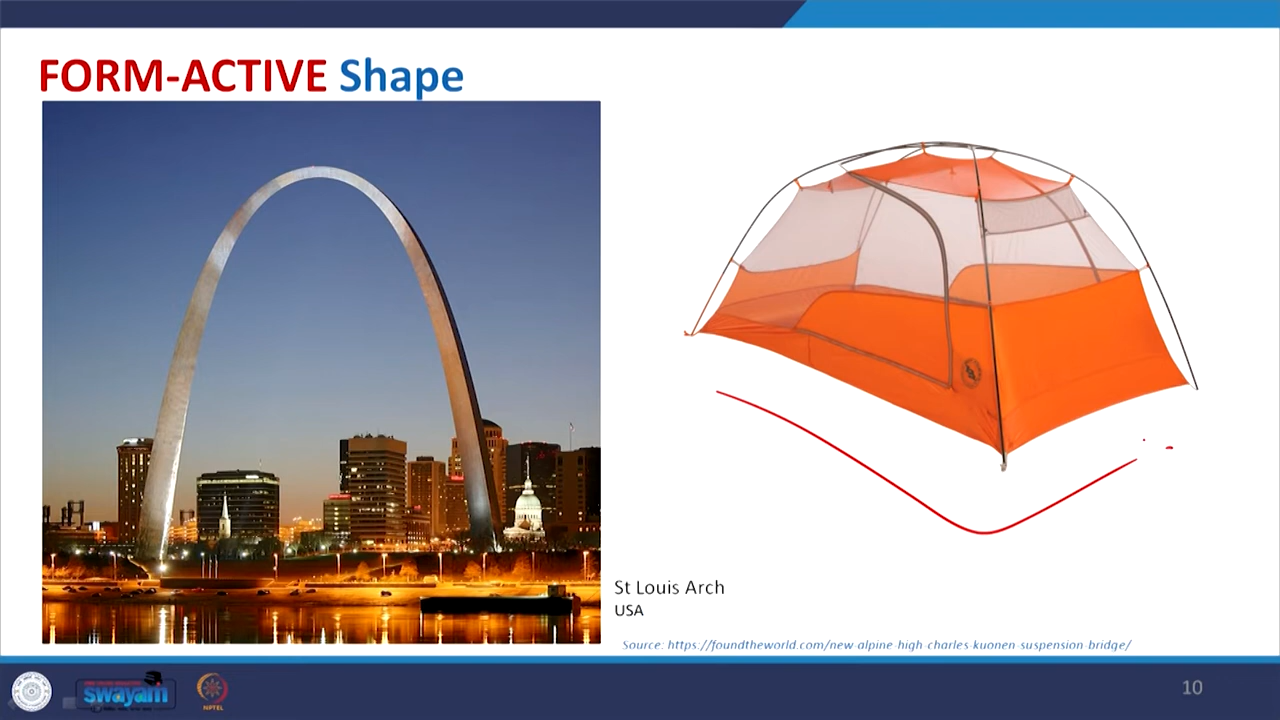 FORM-ACTIVE Shape
St Louis Arch
USA
Source: https://foundtheworld.com/new-alpine-high-charles-kuonen-suspension-bridge/
swayam
NPTEL
10